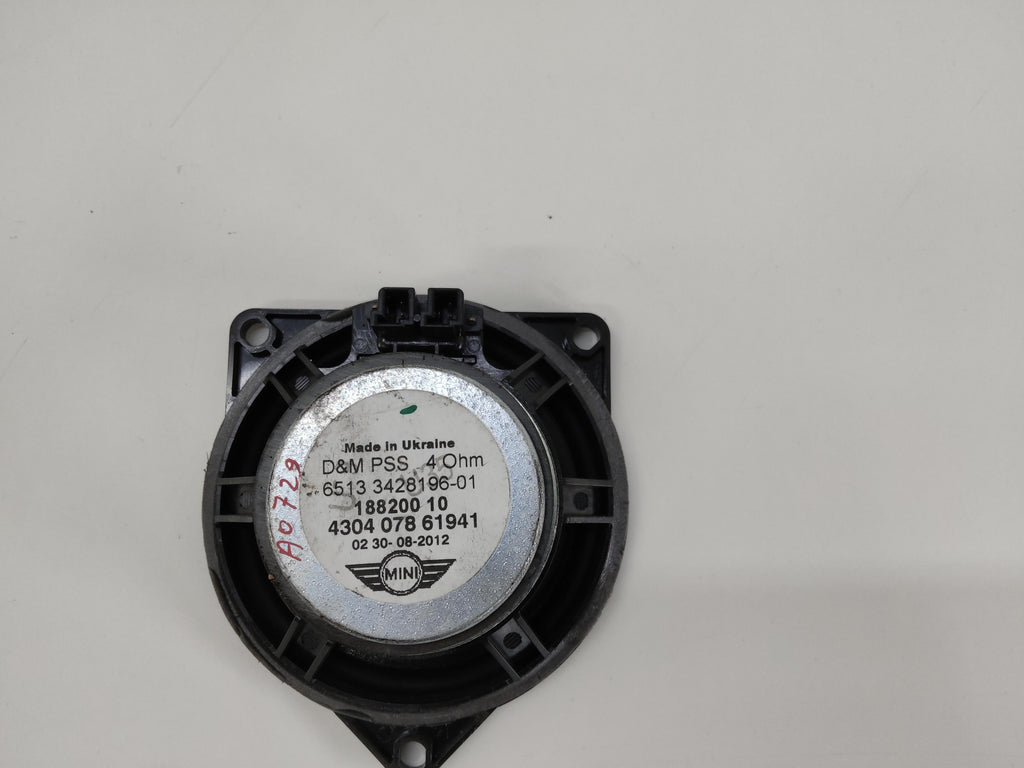 Made in Ukraine
D&M PSS 4 Ohm
6513 3428196-01
188200 10
4304 078 61941
02 30-08-2012
MINI
A0729